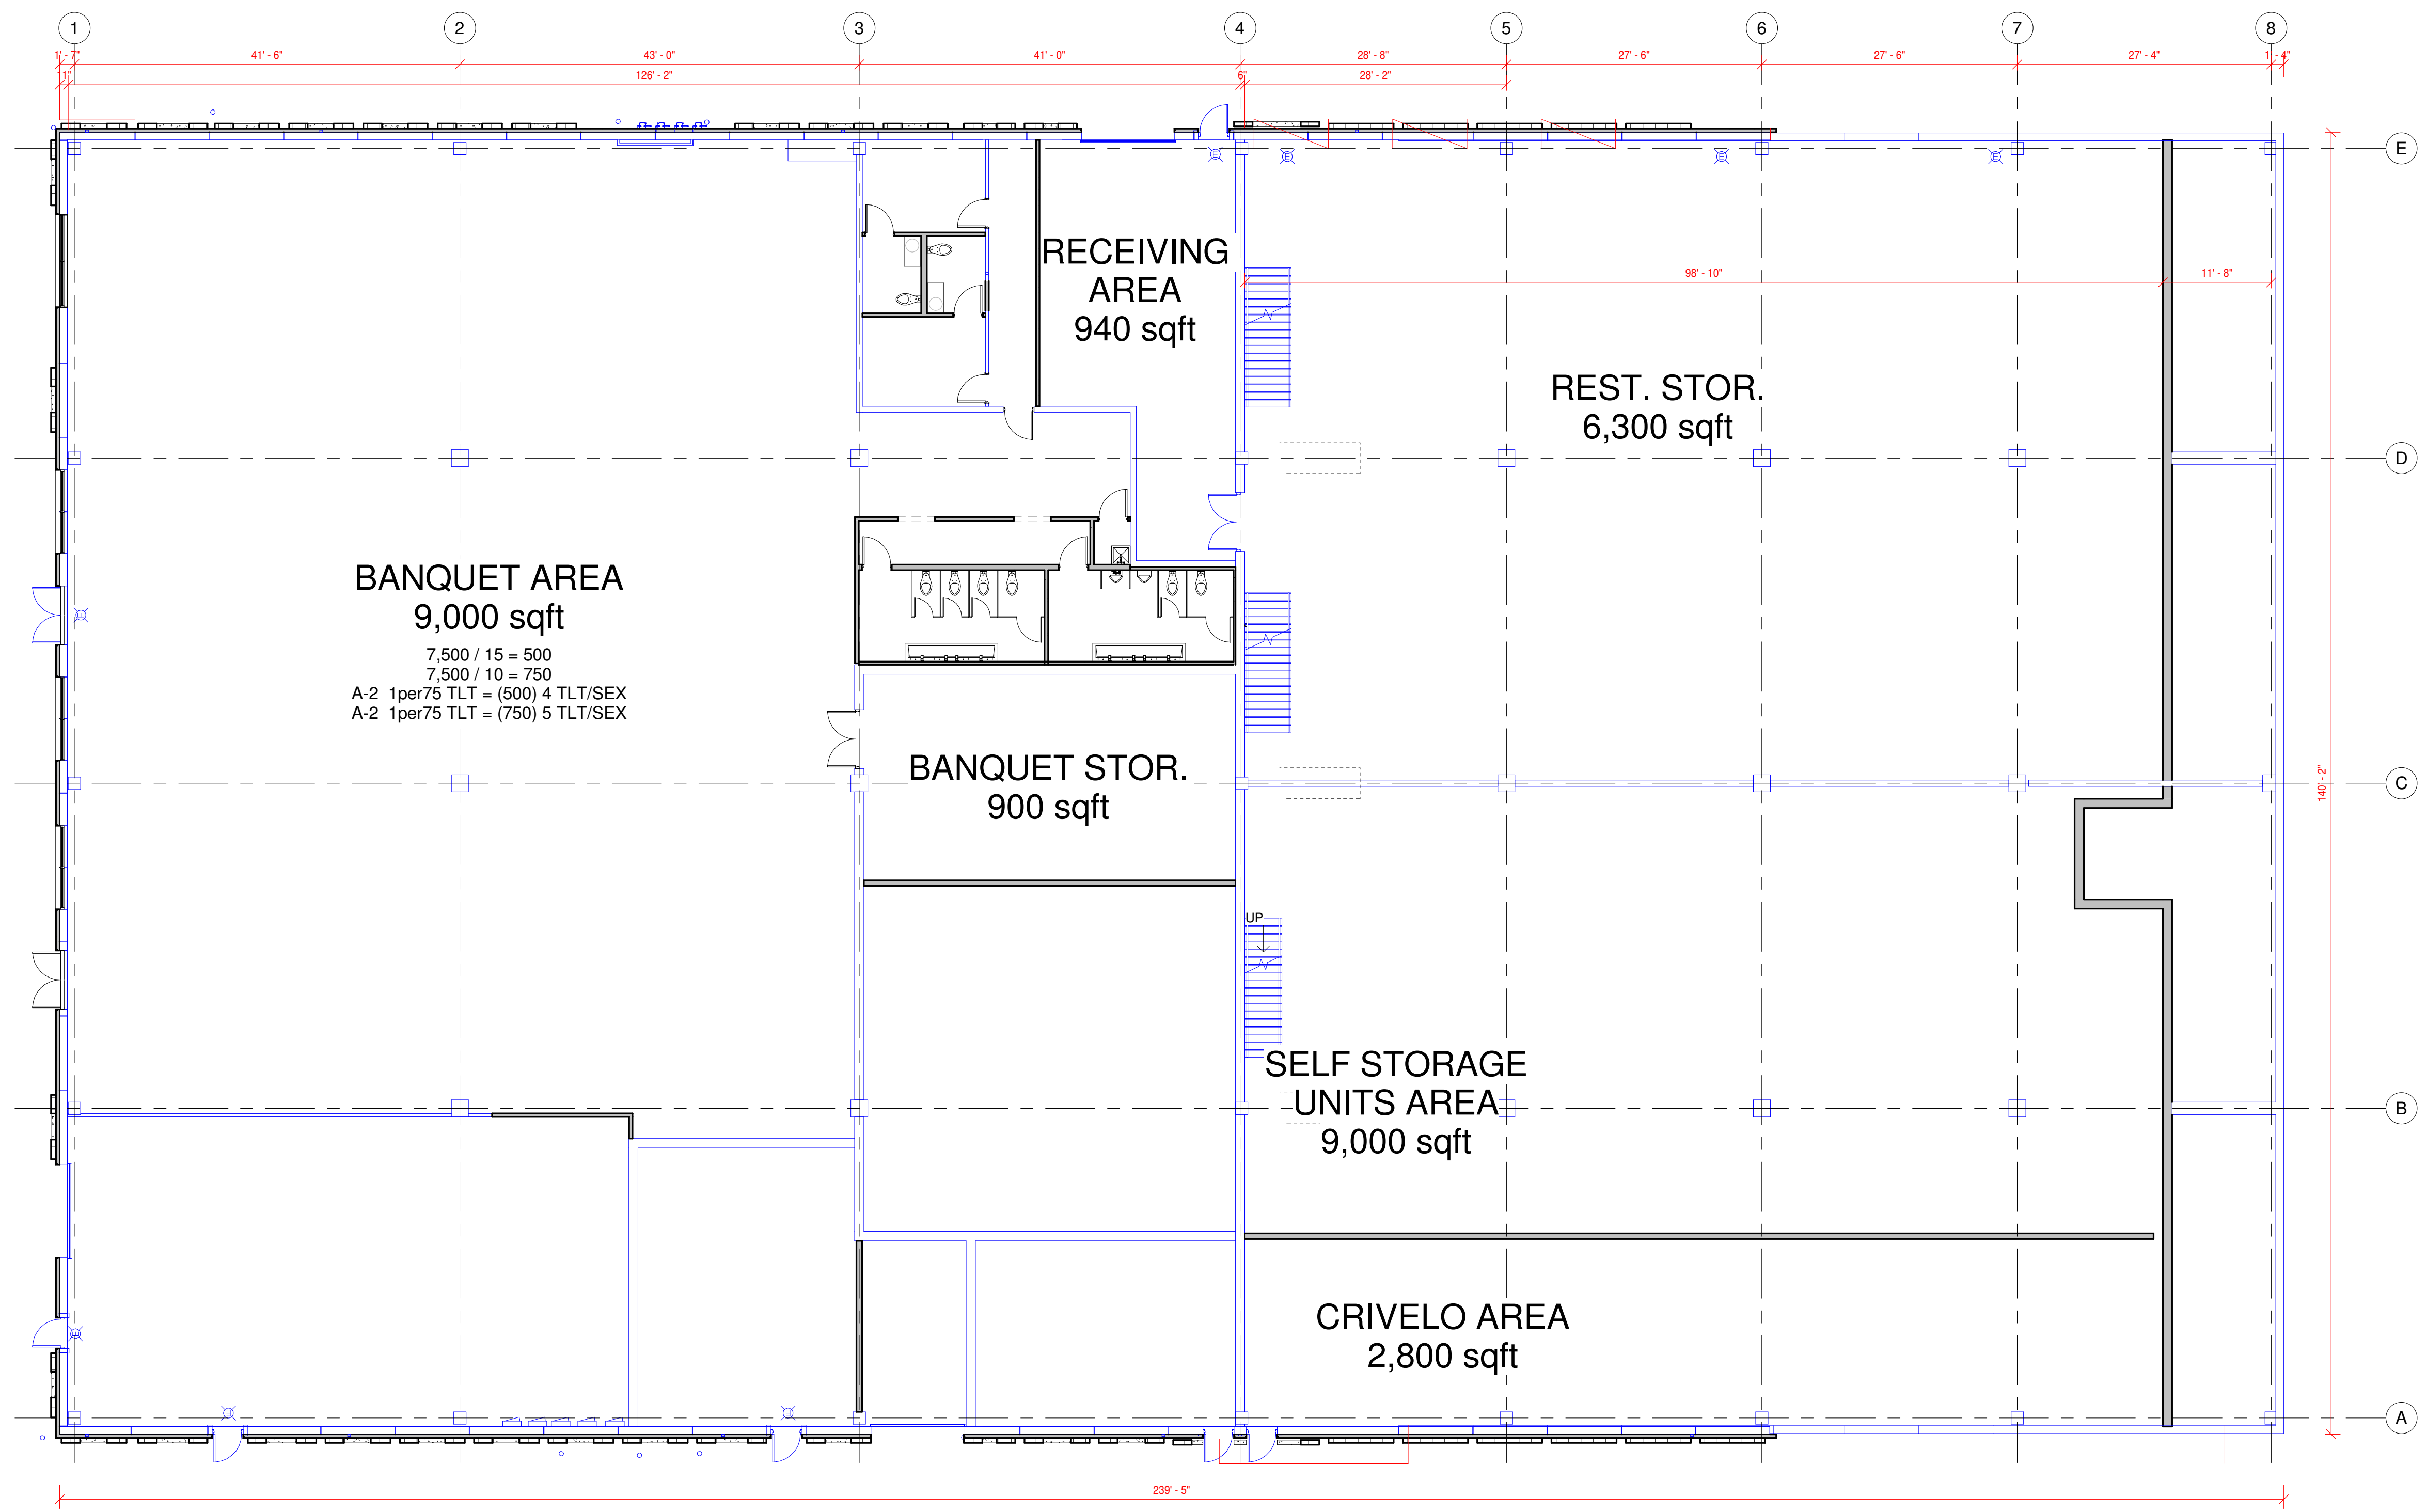 1 2 3 4 5 6 7 8
1' - 7" 41' - 6" 43' - 0" 41' - 0" 28' - 8" 27' - 6" 27' - 6" 27' - 4" 1' - 4"
11" 126' - 2" 6" 28' - 2"
E
RECEIVING
AREA
940 sqft
98' - 10" 11' - 8"
REST. STOR.
6,300 sqft
D
BANQUET AREA
9,000 sqft
7,500 / 15 = 500
7,500 / 10 = 750
A-2 1per75 TLT = (500) 4 TLT/SEX
A-2 1per75 TLT = (750) 5 TLT/SEX
BANQUET STOR.
900 sqft
140' - 2"
C
UP
SELF STORAGE
UNITS AREA
9,000 sqft
B
CRIVELO AREA
2,800 sqft
A
239' - 5"